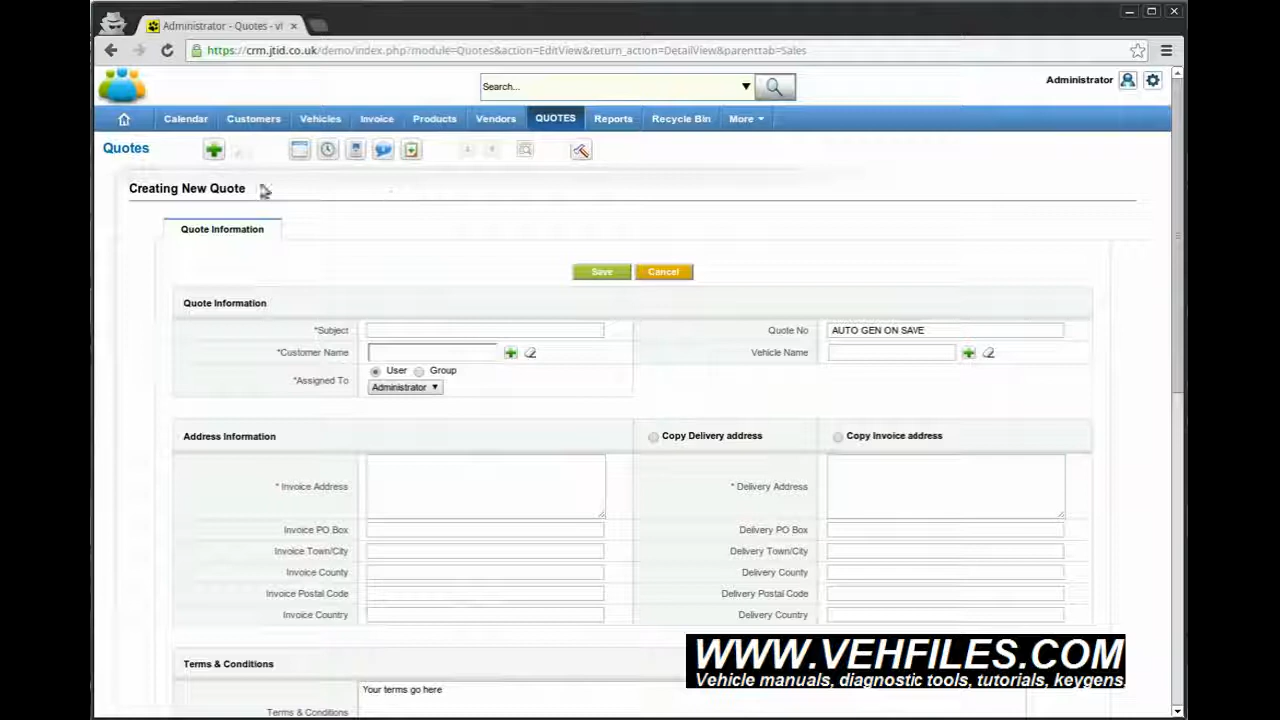 Administrator - Quotes - vt
https://crm.jtid.co.uk/demo/index.php?module=Quotes&action=EditView&return_action=DetailView&parenttab=Sales
Search...
Administrator
Calendar Customers Vehicles Invoice Products Vendors QUOTES Reports Recycle Bin More
Quotes
Creating New Quote
Quote Information
Save Cancel
Quote Information
*Subject Quote No AUTO GEN ON SAVE
*Customer Name Vehicle Name
*Assigned To User Group
Administrator
Address Information Copy Delivery address Copy Invoice address
* Invoice Address * Delivery Address
Invoice PO Box Delivery PO Box
Invoice Town/City Delivery Town/City
Invoice County Delivery County
Invoice Postal Code Delivery Postal Code
Invoice Country Delivery Country
Terms & Conditions
Your terms go here
Terms & Conditions
WWW.VEHFILES.COM
Vehicle manuals, diagnostic tools, tutorials, keygens.